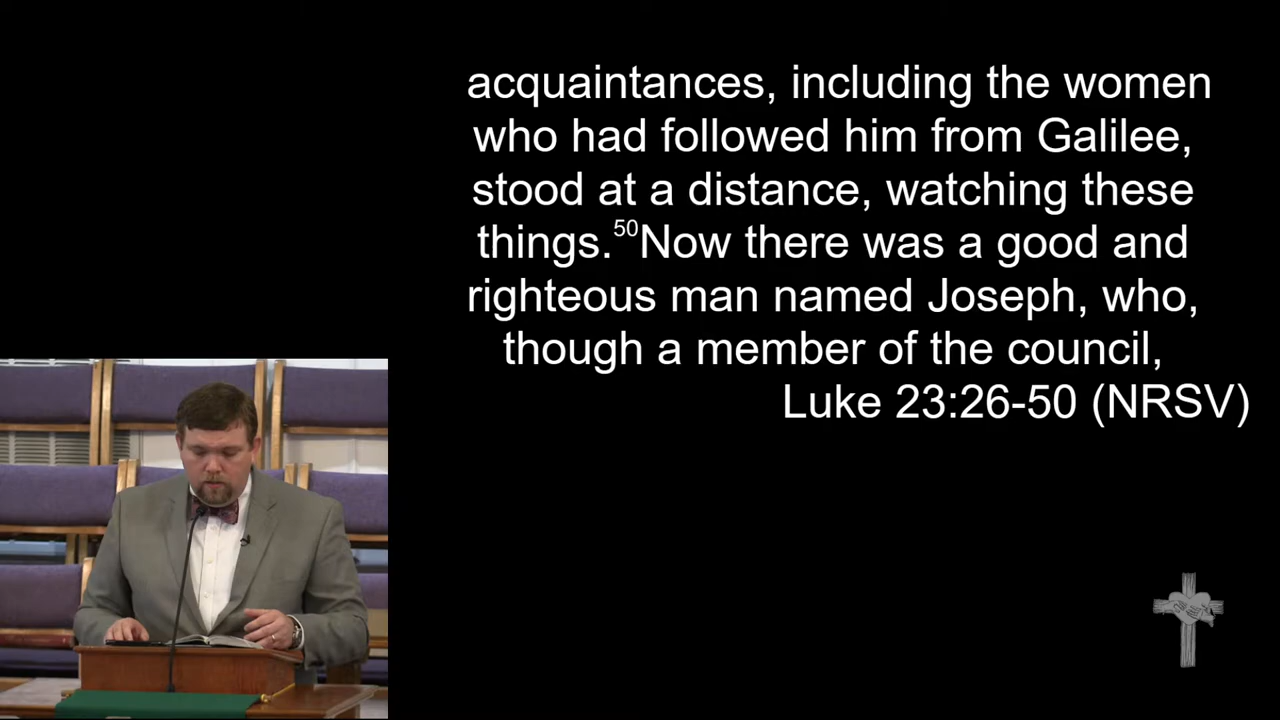 acquaintances, including the women
who had followed him from Galilee,
stood at a distance, watching these
things.⁵⁰Now there was a good and
righteous man named Joseph, who,
though a member of the council,
Luke 23:26-50 (NRSV)